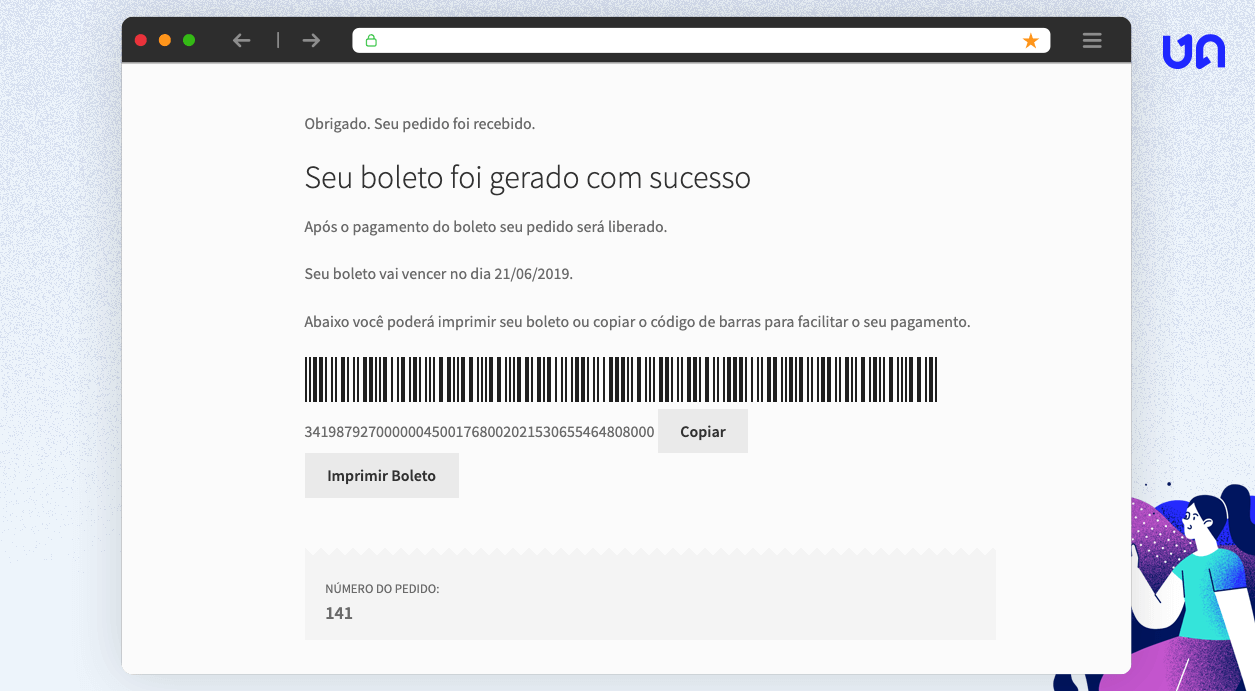 Obrigado. Seu pedido foi recebido.
Seu boleto foi gerado com sucesso
Após o pagamento do boleto seu pedido será liberado.
Seu boleto vai vencer no dia 21/06/2019.
Abaixo você poderá imprimir seu boleto ou copiar o código de barras para facilitar o seu pagamento.
34198792700000045001768002021530655464808000 Copiar
Imprimir Boleto
NÚMERO DO PEDIDO:
141